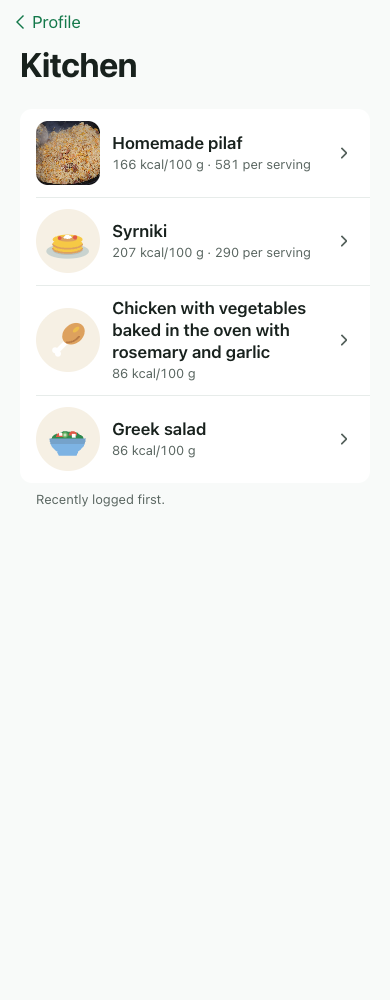 Profile
Kitchen
Homemade pilaf
166 kcal/100 g · 581 per serving
Syrniki
207 kcal/100 g · 290 per serving
Chicken with vegetables
baked in the oven with
rosemary and garlic
86 kcal/100 g
Greek salad
86 kcal/100 g
Recently logged first.